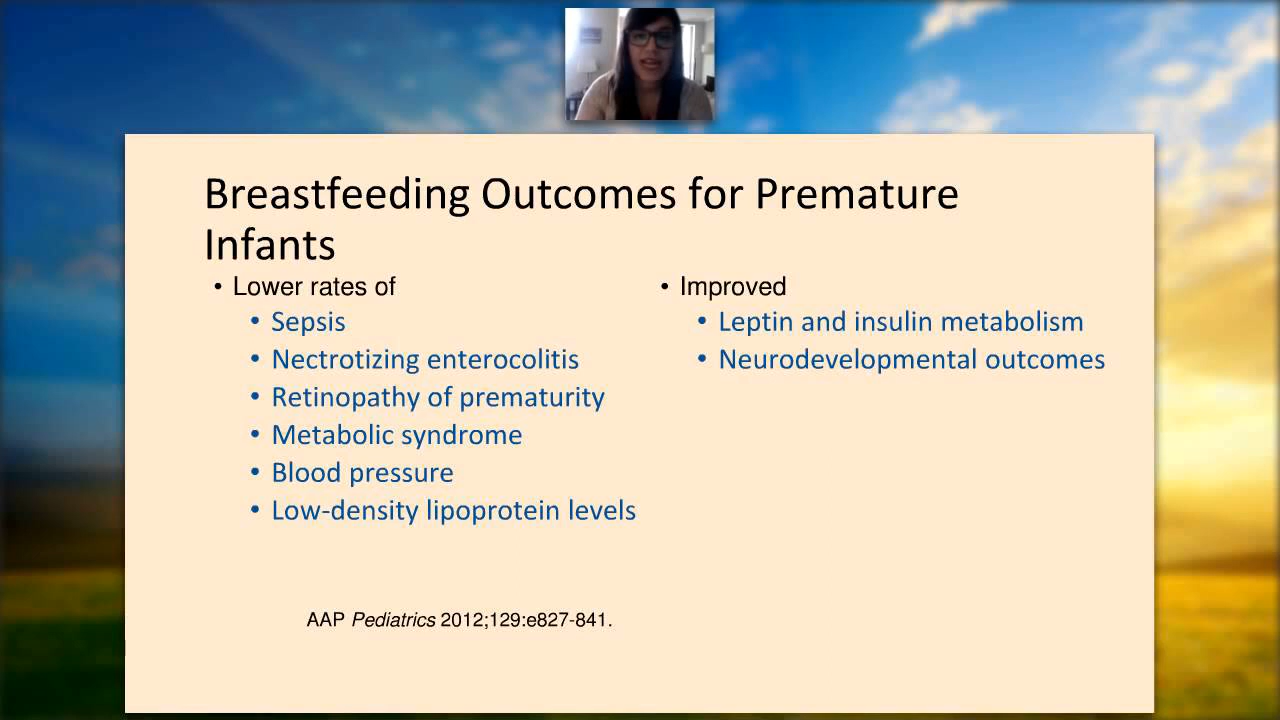 Breastfeeding Outcomes for Premature
Infants
• Lower rates of
• Sepsis
• Nectrotizing enterocolitis
• Retinopathy of prematurity
• Metabolic syndrome
• Blood pressure
• Low-density lipoprotein levels
• Improved
• Leptin and insulin metabolism
• Neurodevelopmental outcomes
AAP Pediatrics 2012;129:e827-841.